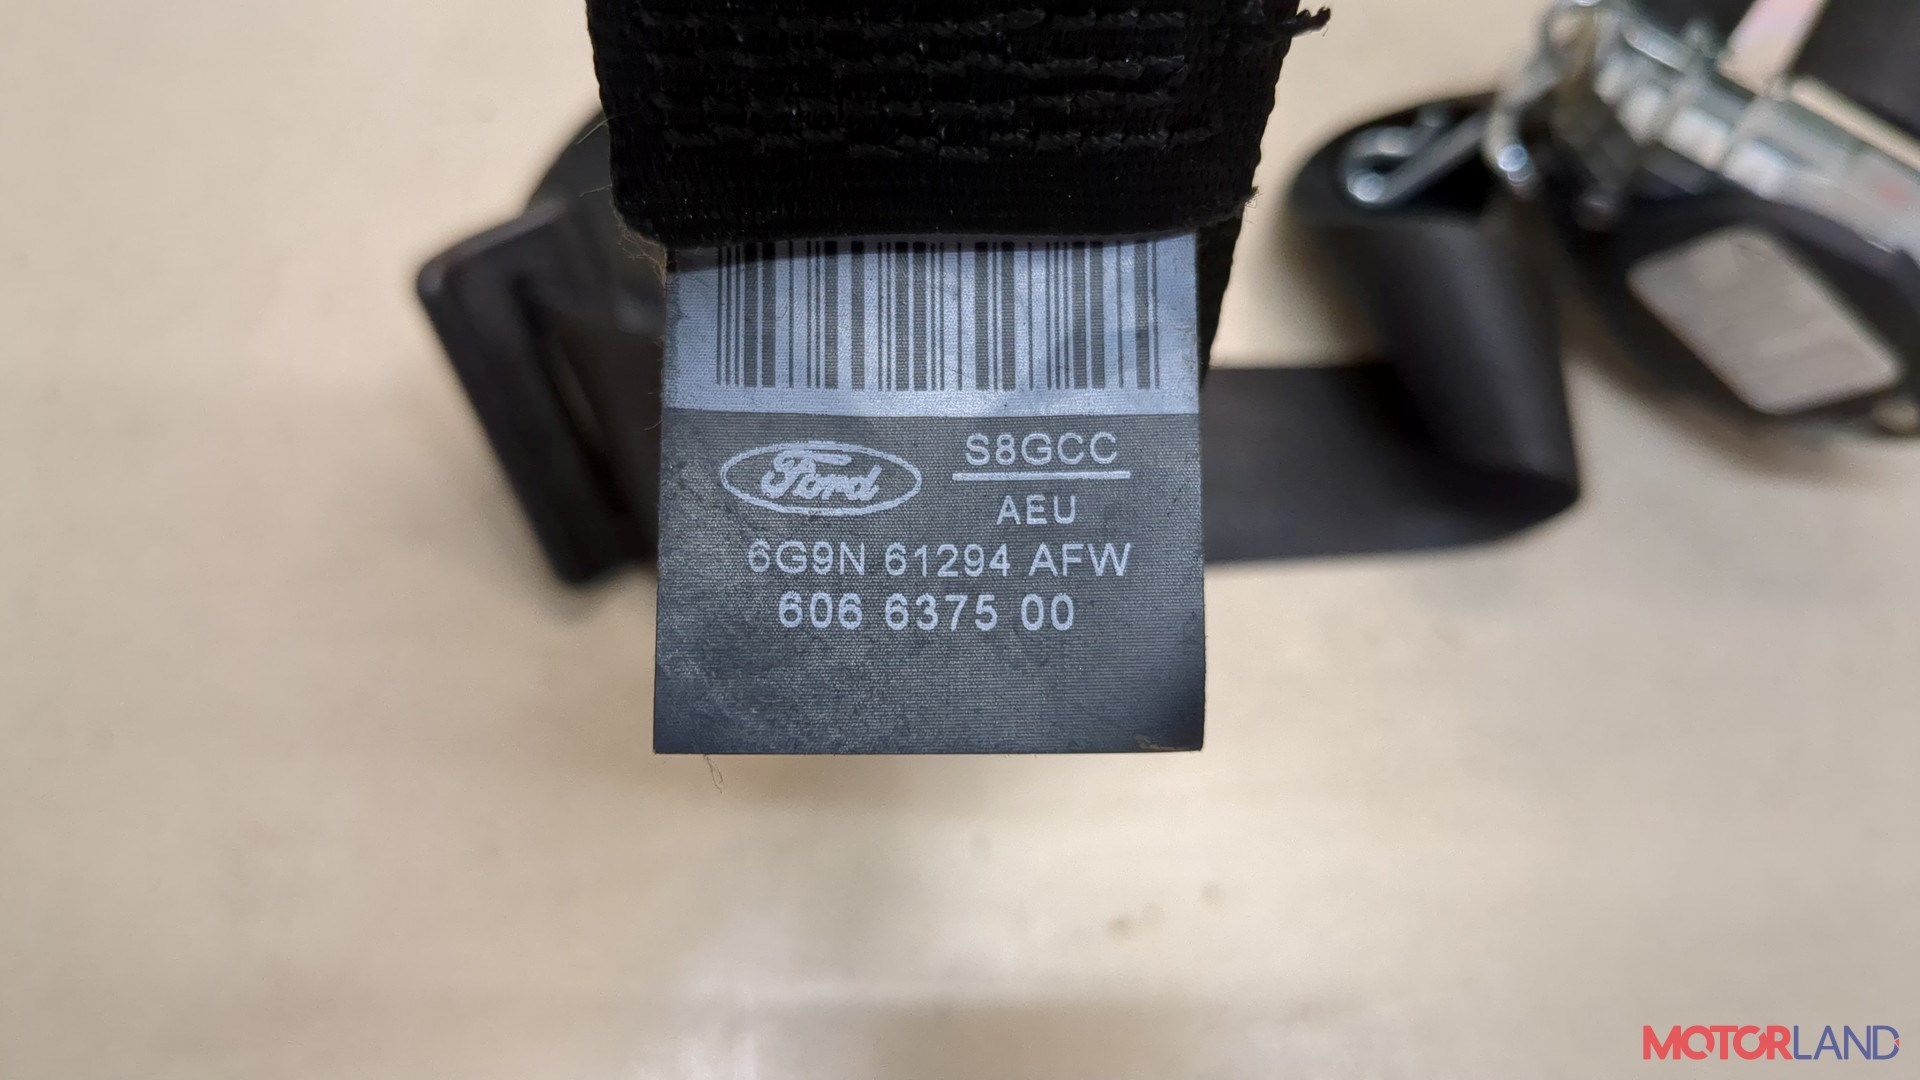 Ford
S8GCC
AEU
6G9N 61294 AFW
606 6375 00
MOTORLAND